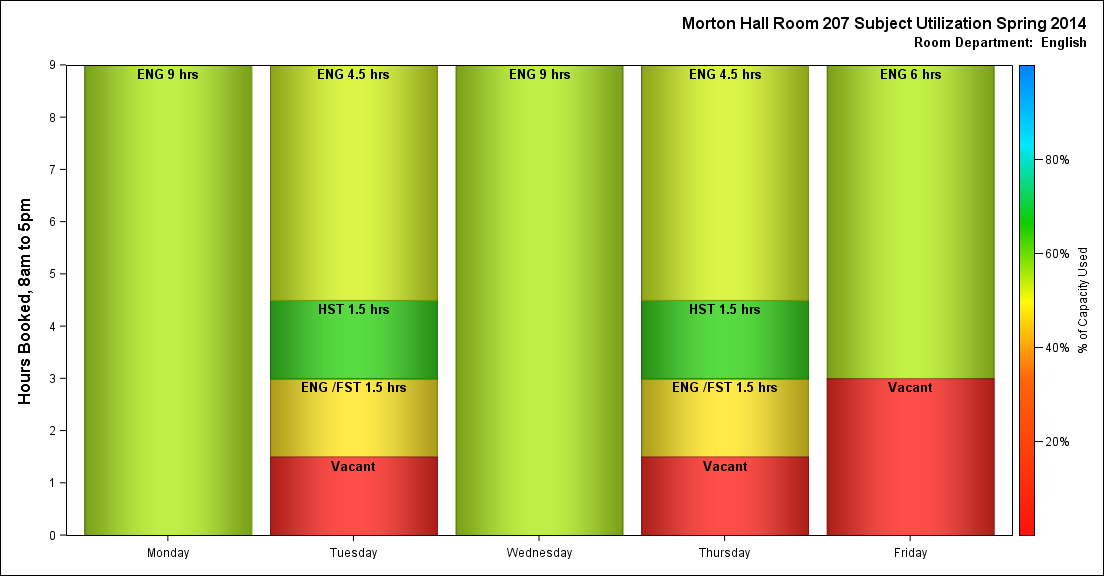 Morton Hall Room 207 Subject Utilization Spring 2014
Room Department: English
Hours Booked, 8am to 5pm
9
8
7
6
5
4
3
2
1
0
ENG 9 hrs
ENG 4.5 hrs
HST 1.5 hrs
ENG /FST 1.5 hrs
Vacant
ENG 9 hrs
ENG 4.5 hrs
HST 1.5 hrs
ENG /FST 1.5 hrs
Vacant
ENG 6 hrs
Vacant
Monday
Tuesday
Wednesday
Thursday
Friday
80%
60%
40%
20%
% of Capacity Used